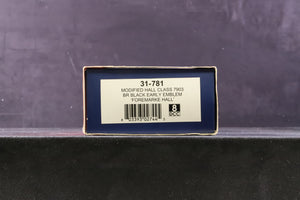 31-781
MODIFIED HALL CLASS 7903
BR BLACK EARLY EMBLEM
'FOREMARKE HALL'
8
DCC